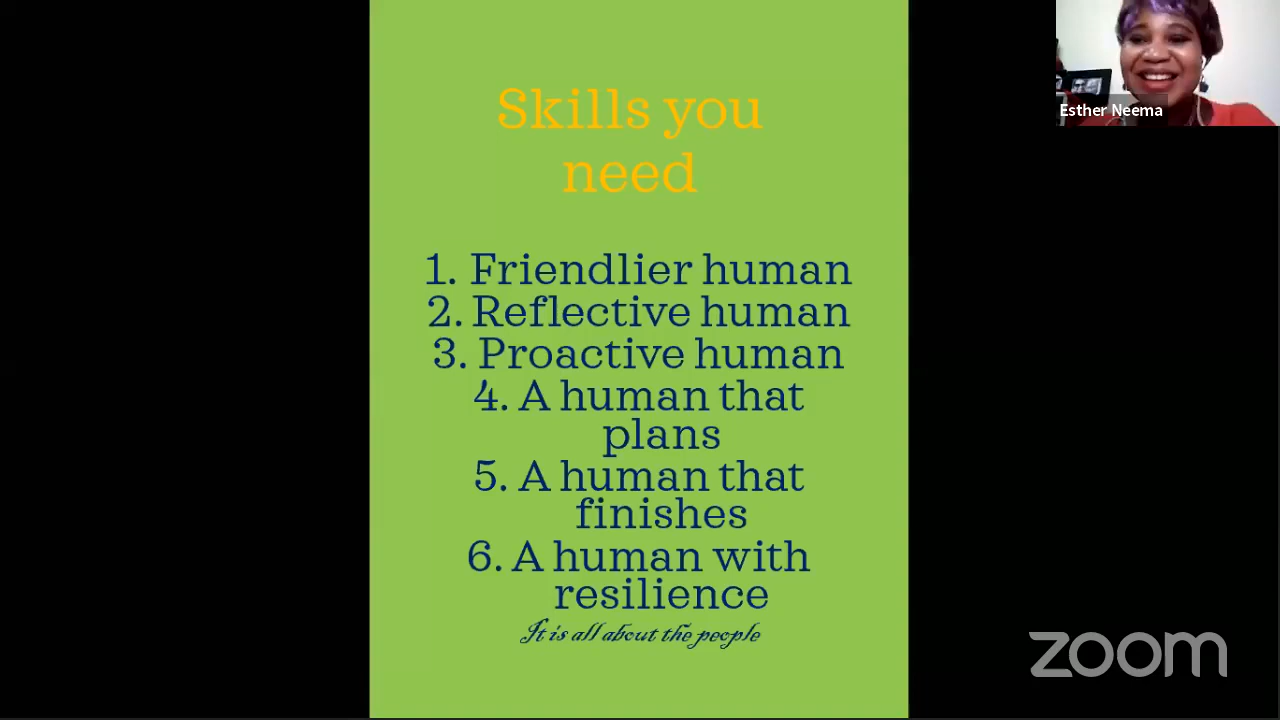 Skills you
need
1. Friendlier human
2. Reflective human
3. Proactive human
4. A human that
plans
5. A human that
finishes
6. A human with
resilience
It is all about the people
Esther Neema
zoom